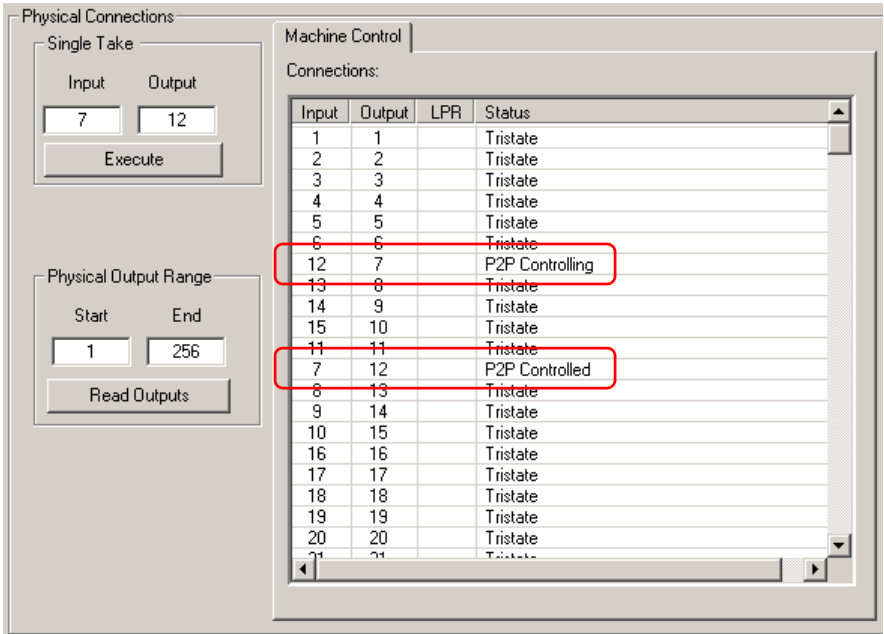 Physical Connections
Single Take
Input Output
7 12
Execute
Physical Output Range
Start End
1 256
Read Outputs
Machine Control
Connections:
Input Output LPR Status
1 1 Tristate
2 2 Tristate
3 3 Tristate
4 4 Tristate
5 5 Tristate
6 6 Tristate
12 7 P2P Controlling
13 8 Tristate
14 9 Tristate
15 10 Tristate
11 11 Tristate
7 12 P2P Controlled
8 13 Tristate
9 14 Tristate
10 15 Tristate
16 16 Tristate
17 17 Tristate
18 18 Tristate
19 19 Tristate
20 20 Tristate
21 21 Tristate